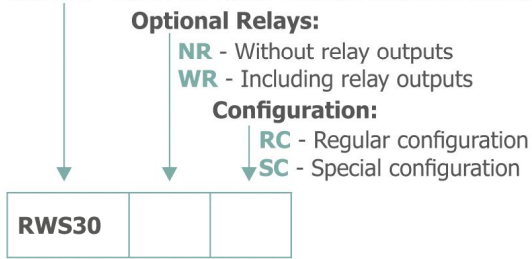 Optional Relays:
NR - Without relay outputs
WR - Including relay outputs
Configuration:
RC - Regular configuration
SC - Special configuration
RWS30